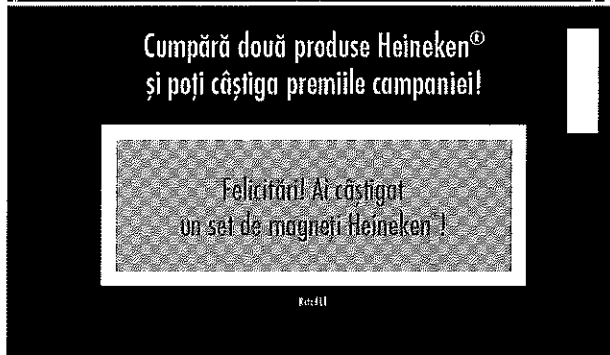 Cumpără două produse Heineken®
și poți câștiga premiile campaniei!
Felicitări! Ai câștigat
un set de magneți Heineken®!